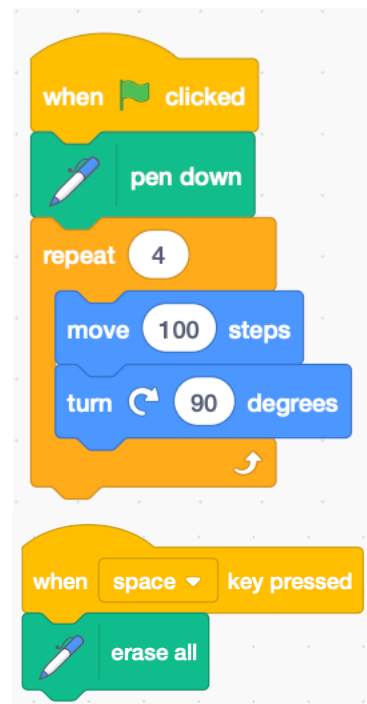 when clicked
pen down
repeat 4
move 100 steps
turn 90 degrees
when space key pressed
erase all